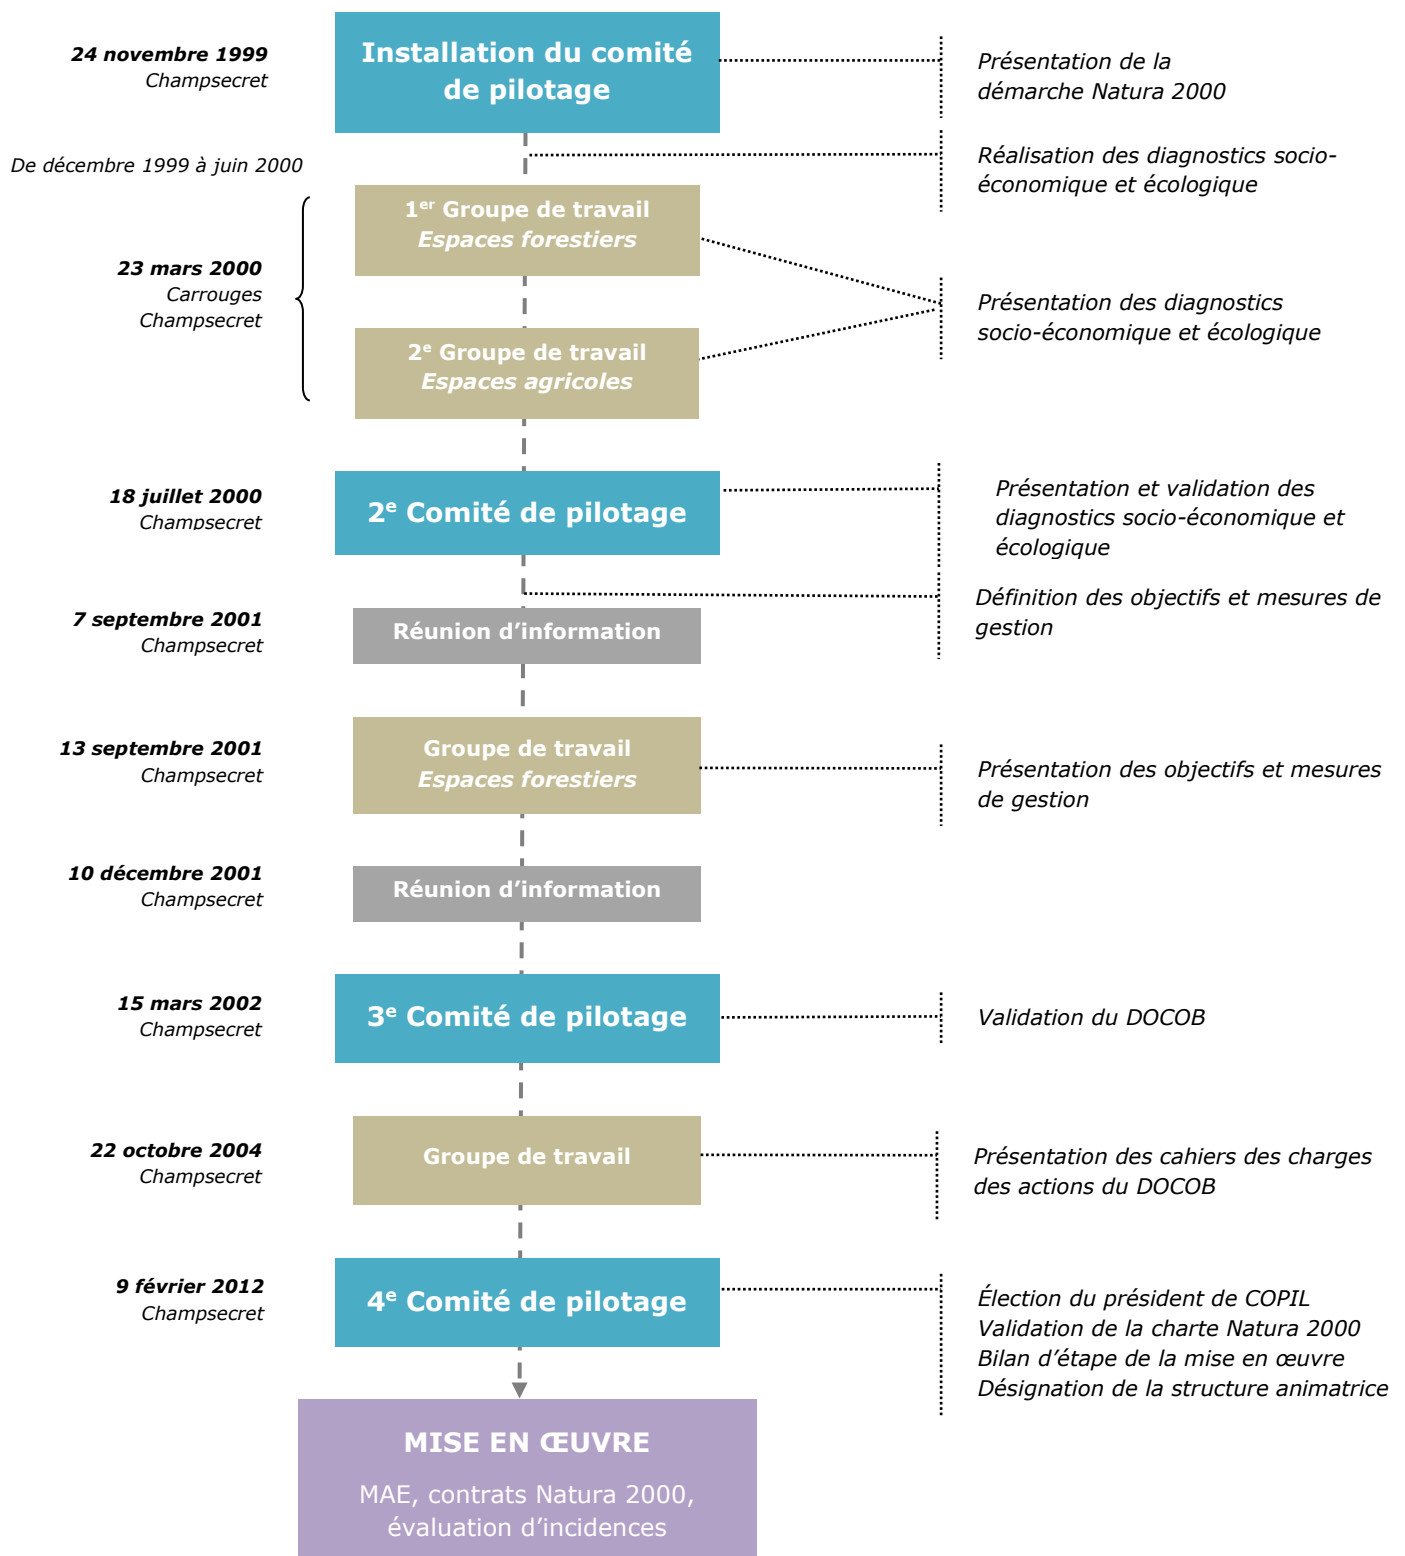 24 novembre 1999
Champsecret
Installation du comité
de pilotage
Présentation de la
démarche Natura 2000
De décembre 1999 à juin 2000
Réalisation des diagnostics socio-
économique et écologique
1er Groupe de travail
Espaces forestiers
23 mars 2000
Carrouges
Champsecret
2e Groupe de travail
Espaces agricoles
Présentation des diagnostics
socio-économique et écologique
18 juillet 2000
Champsecret
2e Comité de pilotage
Présentation et validation des
diagnostics socio-économique et
écologique
Définition des objectifs et mesures de
gestion
7 septembre 2001
Champsecret
Réunion d’information
13 septembre 2001
Champsecret
Groupe de travail
Espaces forestiers
Présentation des objectifs et mesures
de gestion
10 décembre 2001
Champsecret
Réunion d’information
15 mars 2002
Champsecret
3e Comité de pilotage
Validation du DOCOB
22 octobre 2004
Champsecret
Groupe de travail
Présentation des cahiers des charges
des actions du DOCOB
9 février 2012
Champsecret
4e Comité de pilotage
Élection du président de COPIL
Validation de la charte Natura 2000
Bilan d’étape de la mise en œuvre
Désignation de la structure animatrice
MISE EN ŒUVRE
MAE, contrats Natura 2000,
évaluation d’incidences